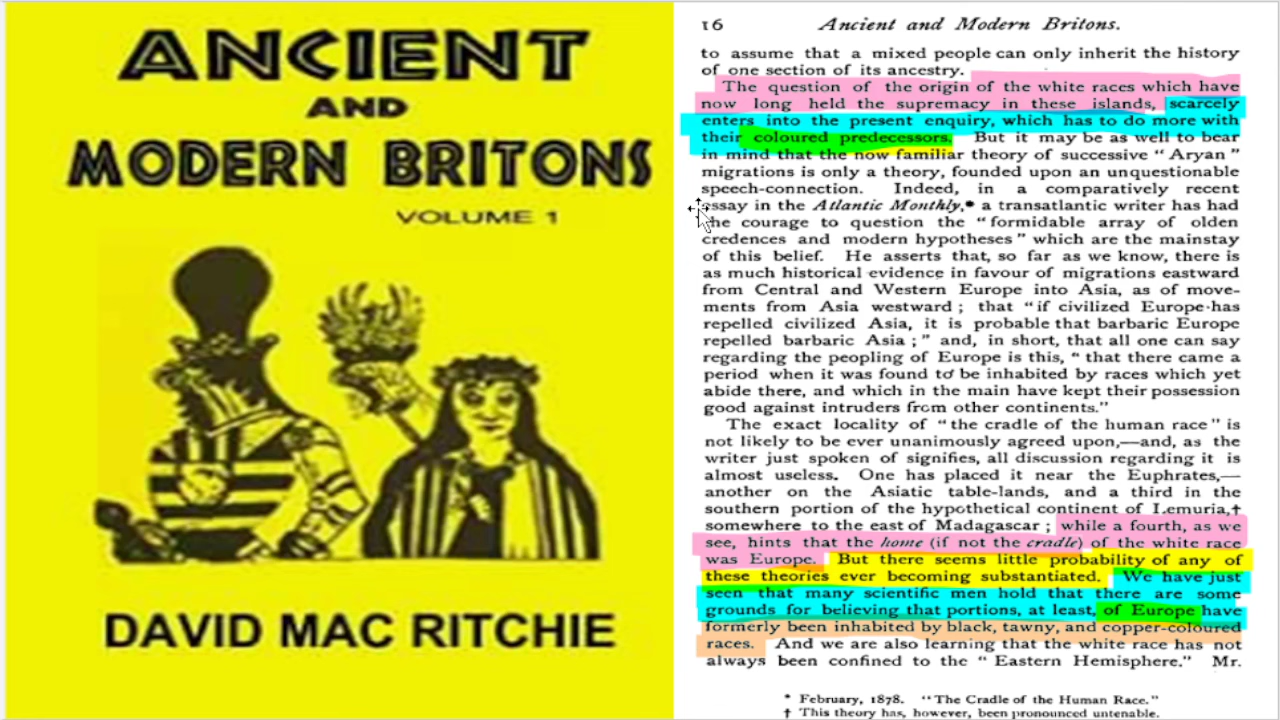 ANCIENT
AND
MODERN BRITONS
VOLUME 1
DAVID MAC RITCHIE
16 Ancient and Modern Britons.
to assume that a mixed people can only inherit the history
of one section of its ancestry.
The question of the origin of the white races which have
now long held the supremacy in these islands, scarcely
enters into the present enquiry, which has to do more with
their coloured predecessors. But it may be as well to bear
in mind that the now familiar theory of successive “ Aryan ”
migrations is only a theory, founded upon an unquestionable
speech-connection. Indeed, in a comparatively recent
essay in the Atlantic Monthly,* a transatlantic writer has had
the courage to question the “ formidable array of olden
credences and modern hypotheses ” which are the mainstay
of this belief. He asserts that, so far as we know, there is
as much historical evidence in favour of migrations eastward
from Central and Western Europe into Asia, as of move-
ments from Asia westward ; that “ if civilized Europe has
repelled civilized Asia, it is probable that barbaric Europe
repelled barbaric Asia ; ” and, in short, that all one can say
regarding the peopling of Europe is this, “ that there came a
period when it was found to be inhabited by races which yet
abide there, and which in the main have kept their possession
good against intruders from other continents.”
The exact locality of “ the cradle of the human race ” is
not likely to be ever unanimously agreed upon,—and, as the
writer just spoken of signifies, all discussion regarding it is
almost useless. One has placed it near the Euphrates,—
another on the Asiatic table-lands, and a third in the
southern portion of the hypothetical continent of Lemuria,†
somewhere to the east of Madagascar ; while a fourth, as we
see, hints that the home (if not the cradle) of the white race
was Europe. But there seems little probability of any of
these theories ever becoming substantiated. We have just
seen that many scientific men hold that there are some
grounds for believing that portions, at least, of Europe have
formerly been inhabited by black, tawny, and copper-coloured
races. And we are also learning that the white race has not
always been confined to the “ Eastern Hemisphere.” Mr.
* February, 1878. “ The Cradle of the Human Race.”
† This theory has, however, been pronounced untenable.